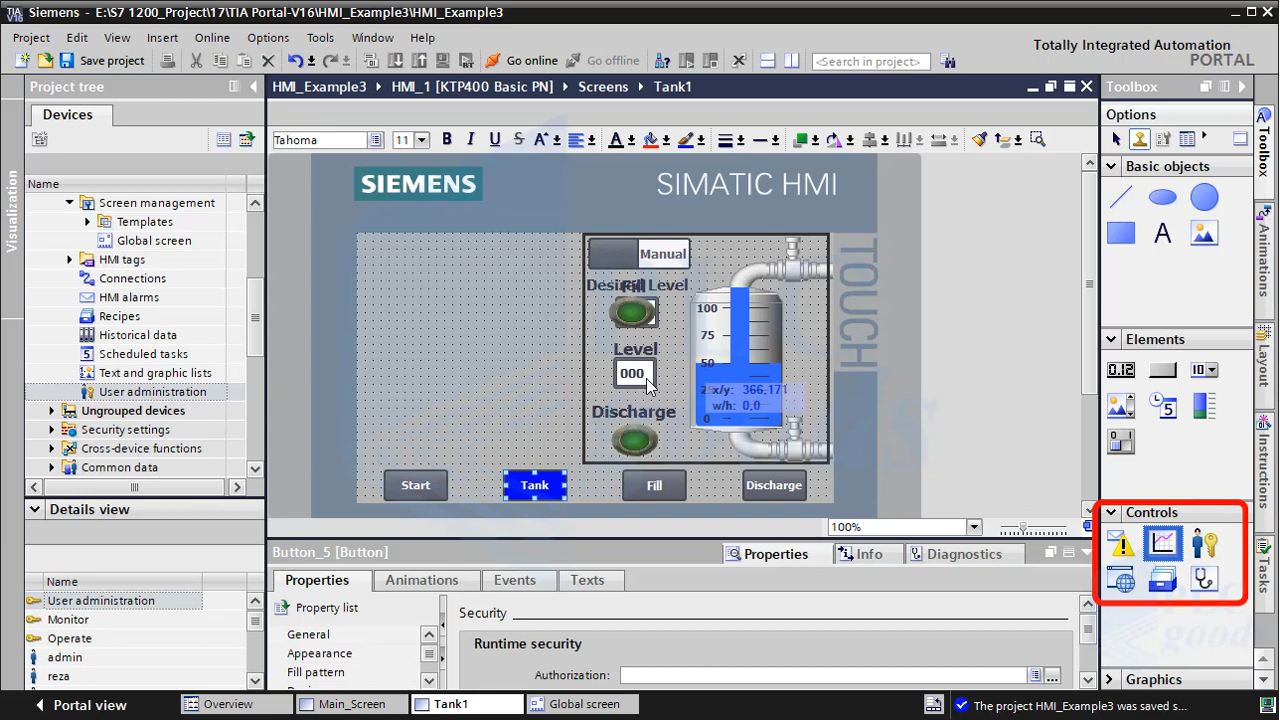 Siemens - E:\S7 1200_Project\17\TIA Portal-V16\HMI_Example3\HMI_Example3
Project Edit View Insert Online Options Tools Window Help
Totally Integrated Automation
PORTAL
Save project Go online Go offline <Search in project>
Project tree
HMI_Example3 HMI_1 [KTP400 Basic PN] Screens Tank1
Toolbox
Devices
Options
Tahoma 11 B I U S A
Name
Basic objects
Screen management
Templates
Global screen
HMI tags
Connections
HMI alarms
Recipes
Historical data
Scheduled tasks
Text and graphic lists
User administration
Ungrouped devices
Security settings
Cross-device functions
Common data
Visualization
SIEMENS
SIMATIC HMI
TOUCH
Manual
Desired Level
Fill
Level
000
Discharge
100
75
50
25
0
x/y: 366,171
w/h: 0,0
Start Tank Fill Discharge
100%
Elements
Controls
Graphics
Toolbox
Animations
Layout
Instructions
Tasks
Details view
Name
User administration
Monitor
Operate
admin
reza
Button_5 [Button]
Properties Info Diagnostics
Properties Animations Events Texts
Property list
General
Appearance
Fill pattern
Security
Runtime security
Authorization:
Portal view Overview Main_Screen Tank1 Global screen
The project HMI_Example3 was saved s...